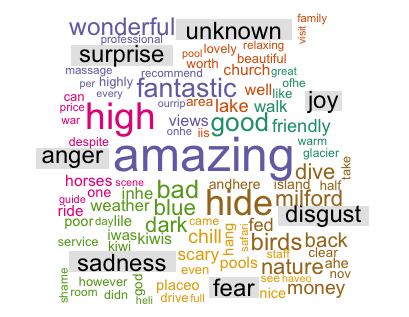 family
wonderful unknown visit
professional
surprise pool lovely relaxing
worth beautiful
massage recommend church great
per highly fantastic well ofhe
can every ourrip area lake like joy
price high walk
war views good friendly
onhe iis
despite warm
anger amazing glacier
take
horses scene bad andhere island dive half
guide one inhe hide milford
ride weather blue disgust
poor day lile dark came fed
iwas chill hang safari birds back
service kiwi kiwis scary staff clear
sadness pools nature ahe
even see naveo nov
shame however god placeo fear nice money
room didn heli drive full